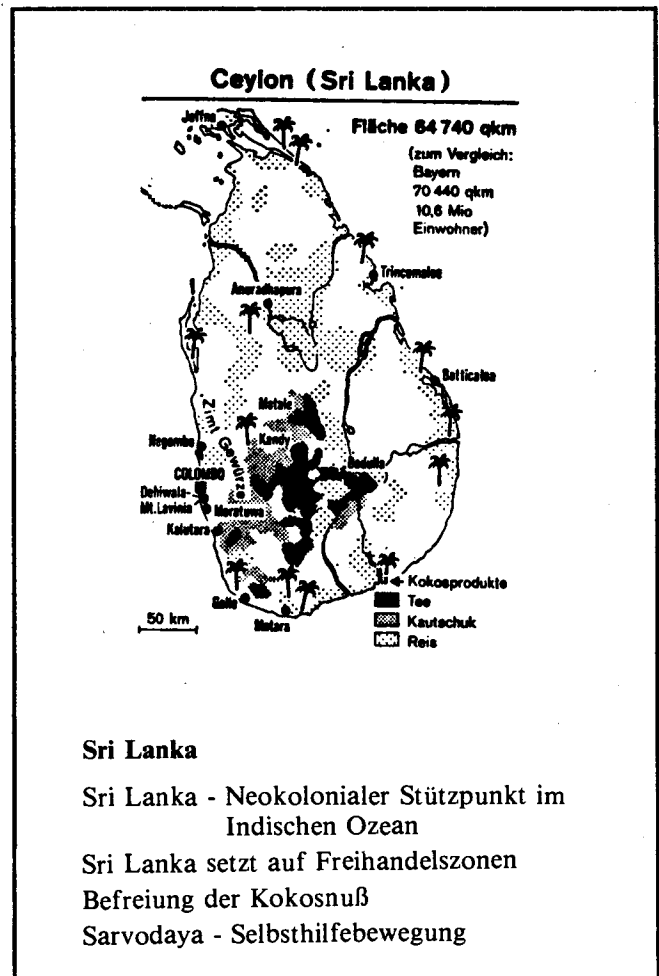 Ceylon (Sri Lanka)
Jaffna
Fläche 64 740 qkm
(zum Vergleich:
Bayern
70 440 qkm
10,6 Mio
Einwohner)
Trincomalee
Anuradhapura
Batticaloa
Matale
Zimt Gewürze
Kandy
Negombo
Badulla
COLOMBO
Dehiwala-
Mt.Lavinia
Moratuwa
Kalutara
Kokosprodukte
Tee
Galle
Kautschuk
50 km
Matara
Reis
Sri Lanka
Sri Lanka - Neokolonialer Stützpunkt im
Indischen Ozean
Sri Lanka setzt auf Freihandelszonen
Befreiung der Kokosnuß
Sarvodaya - Selbsthilfebewegung